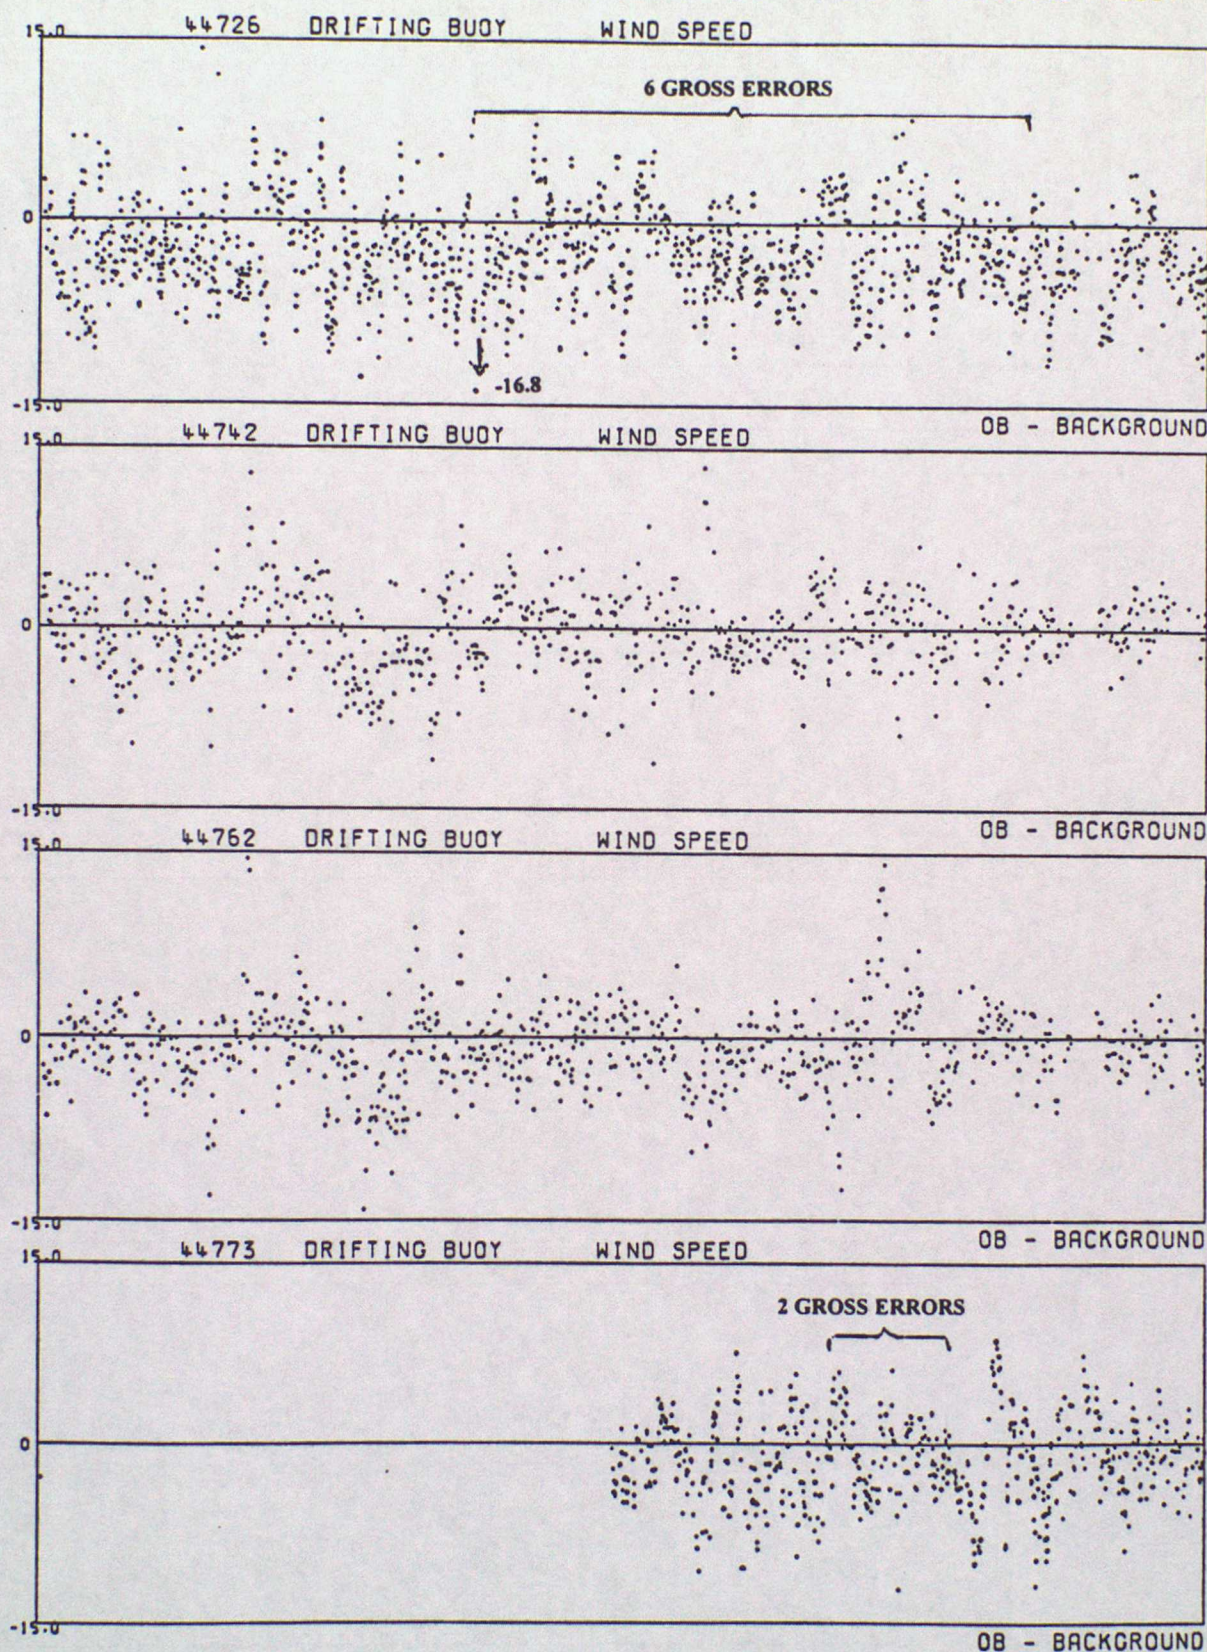 44726 DRIFTING BUOY WIND SPEED
15.0
6 GROSS ERRORS
0
-16.8
-15.0
OB - BACKGROUND
44742 DRIFTING BUOY WIND SPEED
15.0
0
-15.0
OB - BACKGROUND
44762 DRIFTING BUOY WIND SPEED
15.0
0
-15.0
OB - BACKGROUND
44773 DRIFTING BUOY WIND SPEED
15.0
2 GROSS ERRORS
0
-15.0
OB - BACKGROUND